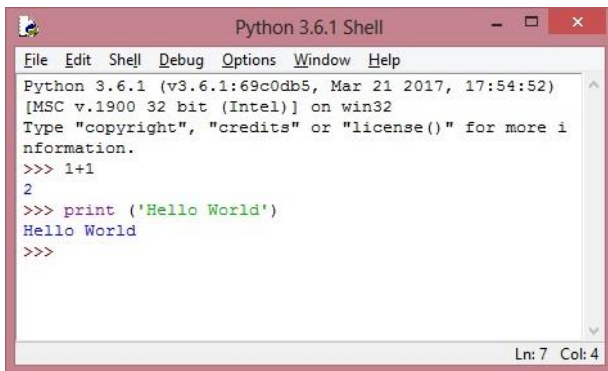 Python 3.6.1 Shell
File Edit Shell Debug Options Window Help
Python 3.6.1 (v3.6.1:69c0db5, Mar 21 2017, 17:54:52)
[MSC v.1900 32 bit (Intel)] on win32
Type "copyright", "credits" or "license()" for more i
nformation.
>>> 1+1
2
>>> print ('Hello World')
Hello World
>>>
Ln: 7 Col: 4